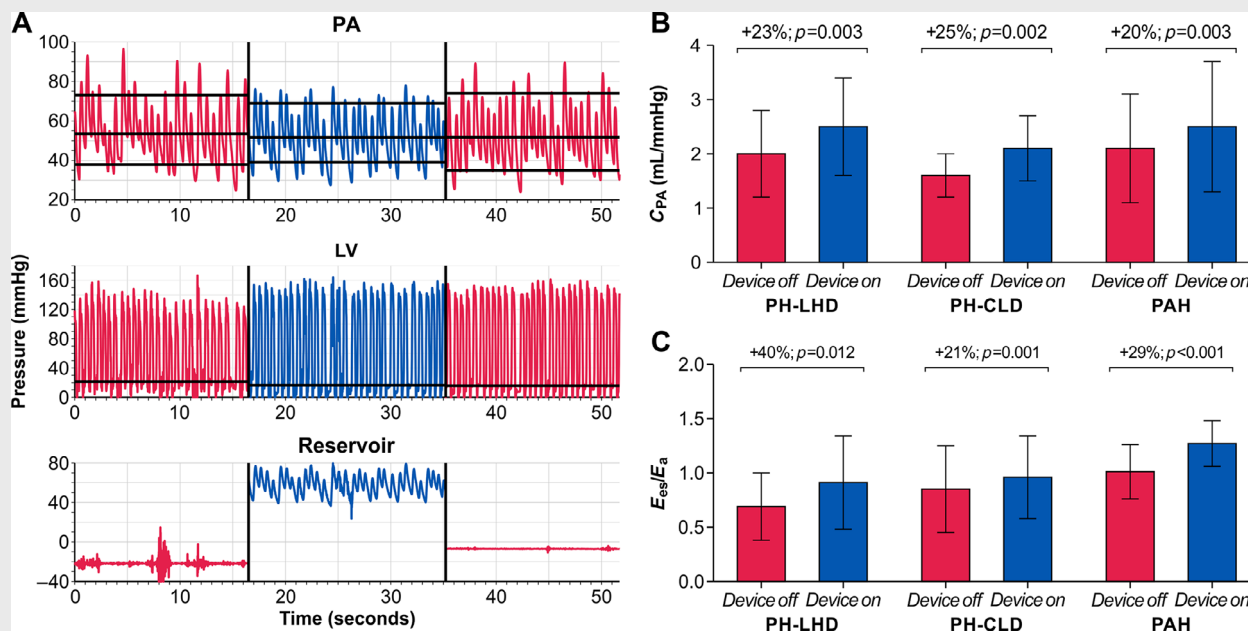 A
PA
100
80
60
40
20
0 10 20 30 40 50
LV
Pressure (mmHg)
160
120
80
40
0
0 10 20 30 40 50
Reservoir
80
40
0
−40
0 10 20 30 40 50
Time (seconds)
B
+23%; p=0.003 +25% ; p=0.002 +20%; p=0.003
C_PA (mL/mmHg)
4
3
2
1
0
Device off Device on Device off Device on Device off Device on
PH-LHD PH-CLD PAH
C
+40%; p=0.012 +21%; p=0.001 +29%; p<0.001
E_es/E_a
2.0
1.5
1.0
0.5
0.0
Device off Device on Device off Device on Device off Device on
PH-LHD PH-CLD PAH